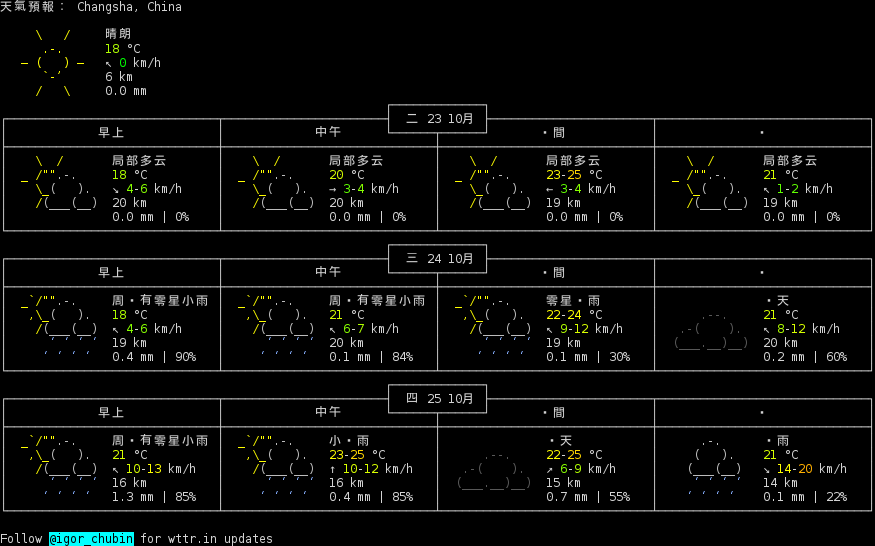 天氣預報： Changsha, China
晴朗
18 °C
↖ 0 km/h
6 km
0.0 mm
二 23 10月
早上 中午 ・間 ・
局部多云 局部多云 局部多云 局部多云
18 °C 20 °C 23-25 °C 21 °C
↘ 4-6 km/h → 3-4 km/h ← 3-4 km/h ↖ 1-2 km/h
20 km 20 km 19 km 19 km
0.0 mm | 0% 0.0 mm | 0% 0.0 mm | 0% 0.0 mm | 0%
三 24 10月
早上 中午 ・間 ・
周・有零星小雨 周・有零星小雨 零星・雨 ・天
18 °C 21 °C 22-24 °C 21 °C
↖ 4-6 km/h ↖ 6-7 km/h ↖ 9-12 km/h ↖ 8-12 km/h
19 km 20 km 19 km 20 km
0.4 mm | 90% 0.1 mm | 84% 0.1 mm | 30% 0.2 mm | 60%
四 25 10月
早上 中午 ・間 ・
周・有零星小雨 小・雨 ・天 ・雨
21 °C 23-25 °C 22-25 °C 21 °C
↖ 10-13 km/h ↑ 10-12 km/h ↗ 6-9 km/h ↘ 14-20 km/h
16 km 16 km 15 km 14 km
1.3 mm | 85% 0.4 mm | 85% 0.7 mm | 55% 0.1 mm | 22%
Follow @igor_chubin for wttr.in updates